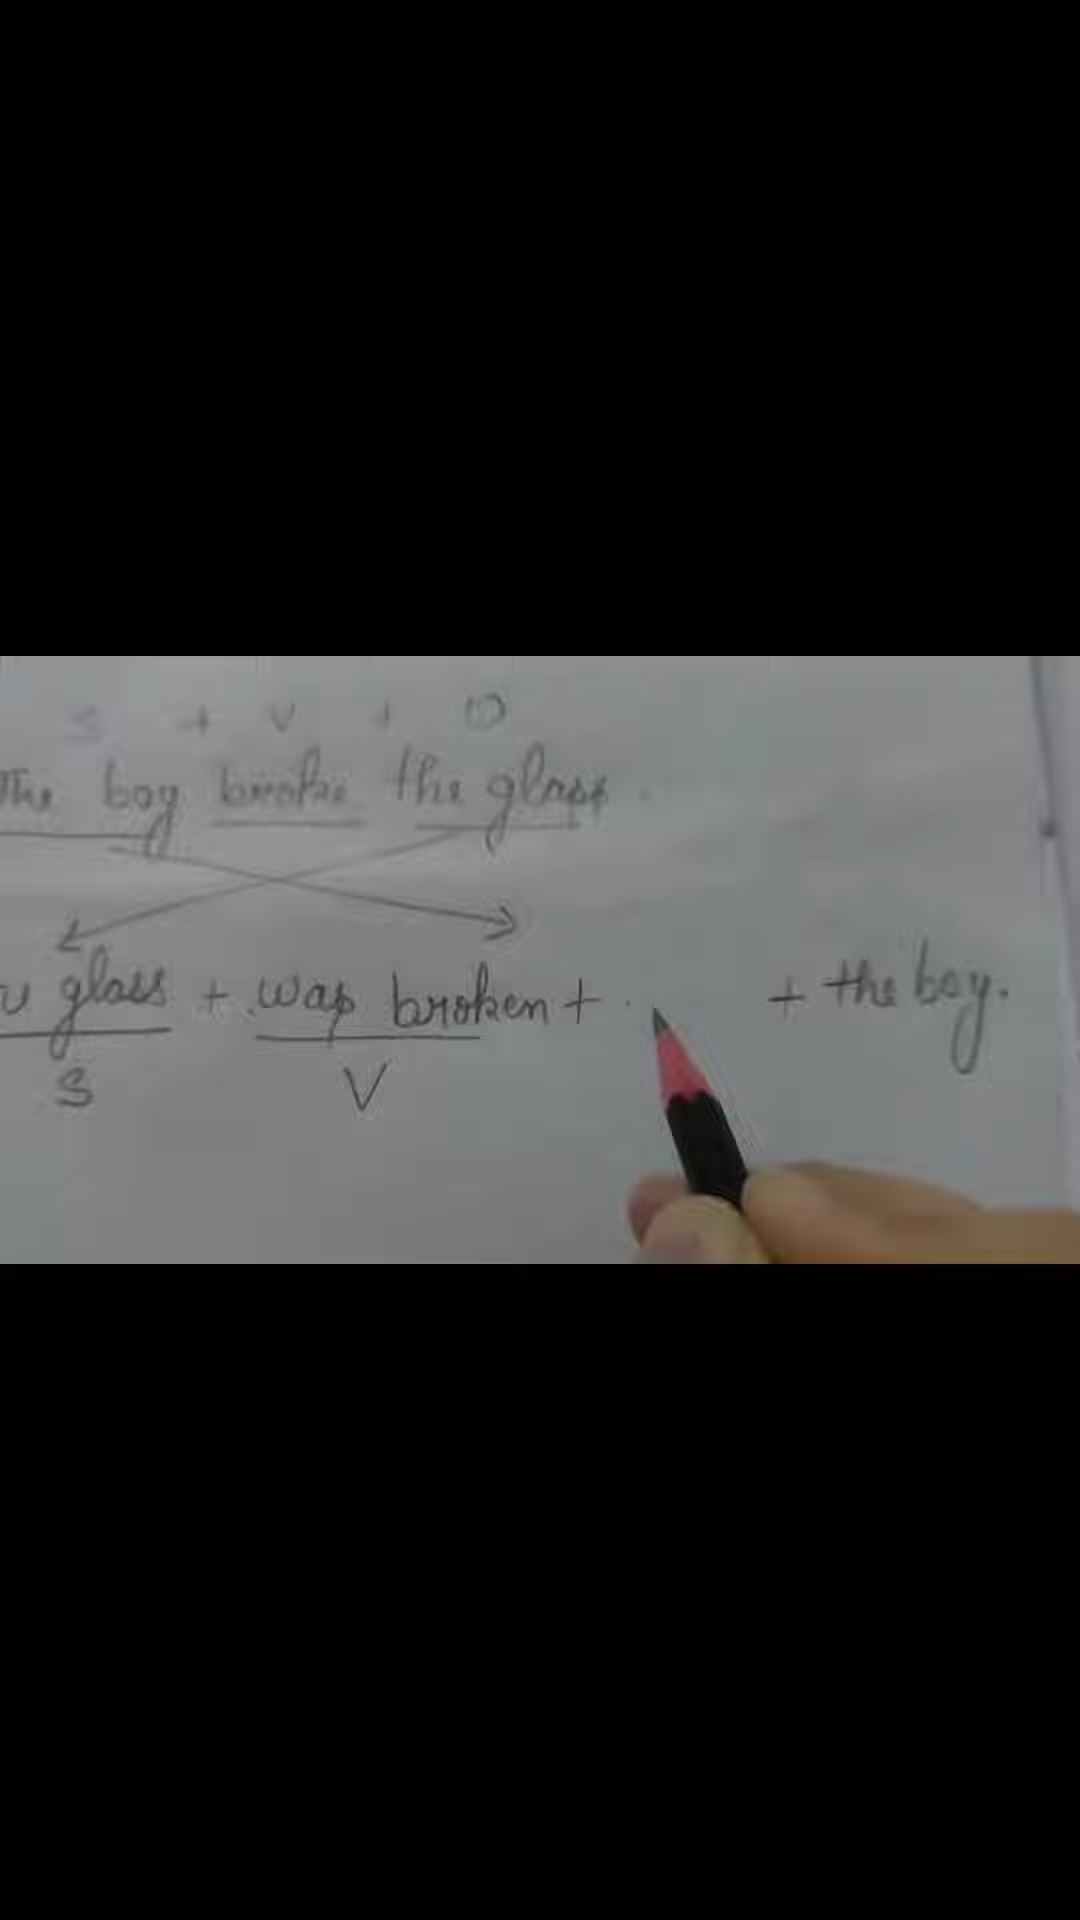 S + V + O
The boy broke the glass.
glass + was broken + + the boy.
S V